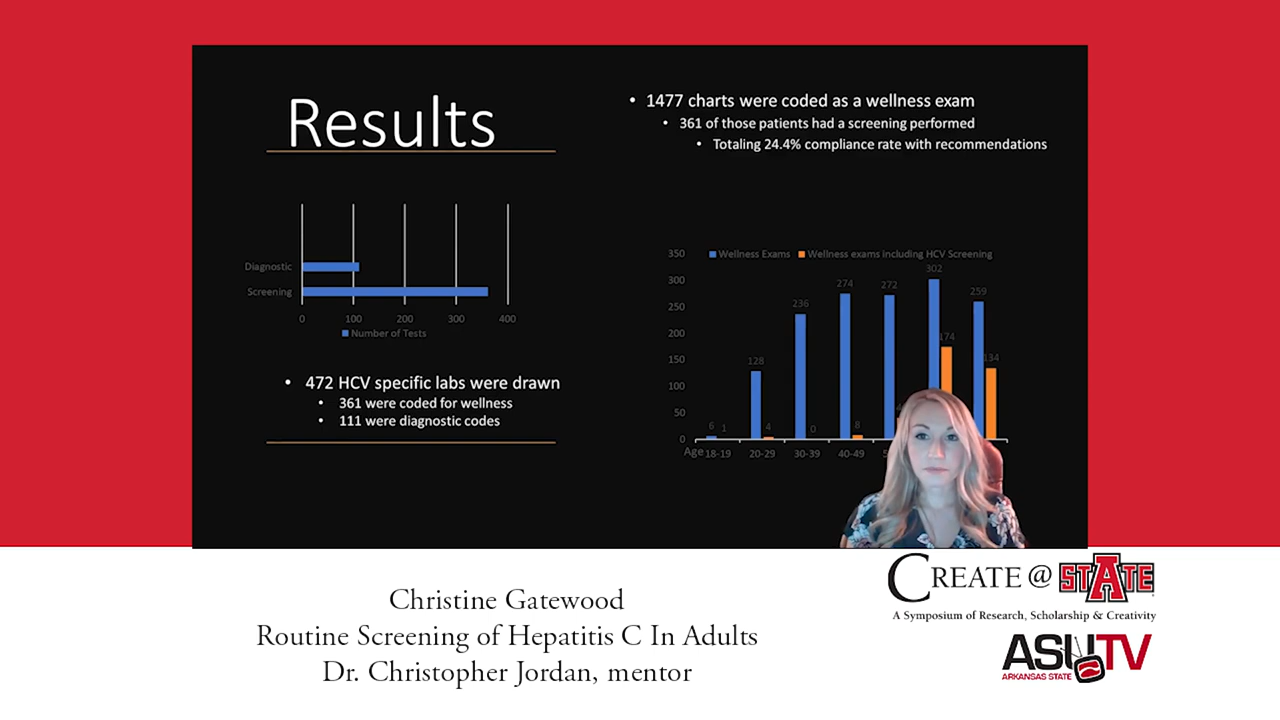 Results
• 1477 charts were coded as a wellness exam
• 361 of those patients had a screening performed
• Totaling 24.4% compliance rate with recommendations
Diagnostic
Screening
0 100 200 300 400
Number of Tests
• 472 HCV specific labs were drawn
• 361 were coded for wellness
• 111 were diagnostic codes
Wellness Exams Wellness exams including HCV Screening
350
300
250
200
150
100
50
0
6 1 128 4 236 0 274 8 272 302 174 259 134
Age 18-19 20-29 30-39 40-49
Christine Gatewood
Routine Screening of Hepatitis C In Adults
Dr. Christopher Jordan, mentor
CREATE @ STATE
A Symposium of Research, Scholarship & Creativity
ASUTV
ARKANSAS STATE